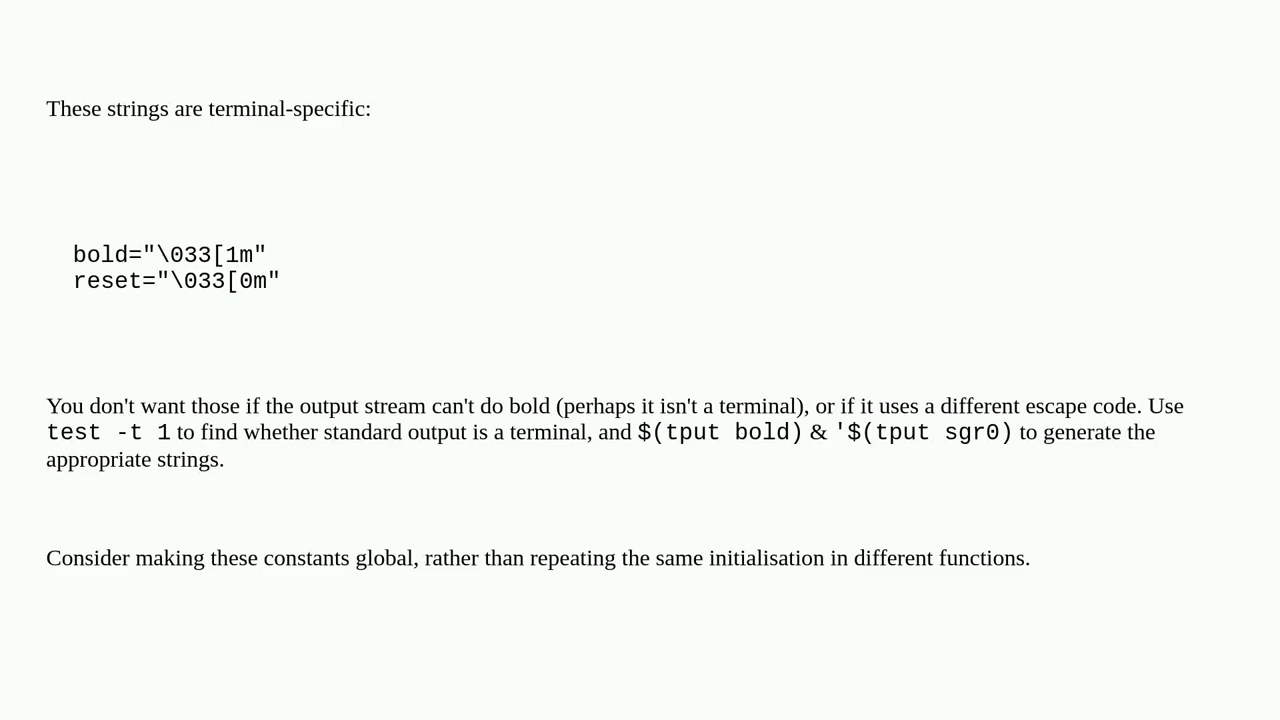 These strings are terminal-specific:
bold="\033[1m"
reset="\033[0m"
You don't want those if the output stream can't do bold (perhaps it isn't a terminal), or if it uses a different escape code. Use
test -t 1 to find whether standard output is a terminal, and $(tput bold) & '$(tput sgr0) to generate the
appropriate strings.
Consider making these constants global, rather than repeating the same initialisation in different functions.